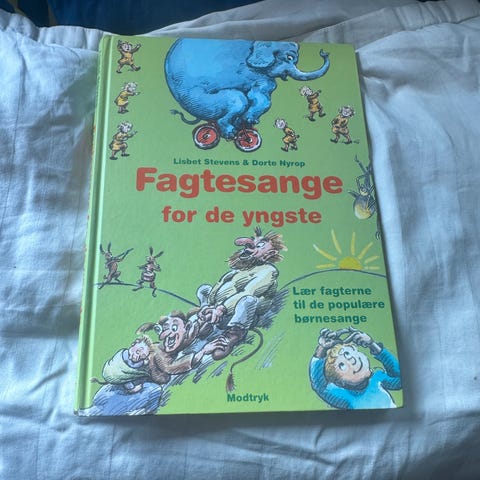 Lisbet Stevens & Dorte Nyrop
Fagtesange
for de yngste
Lær fagterne
til de populære
børnesange
Modtryk